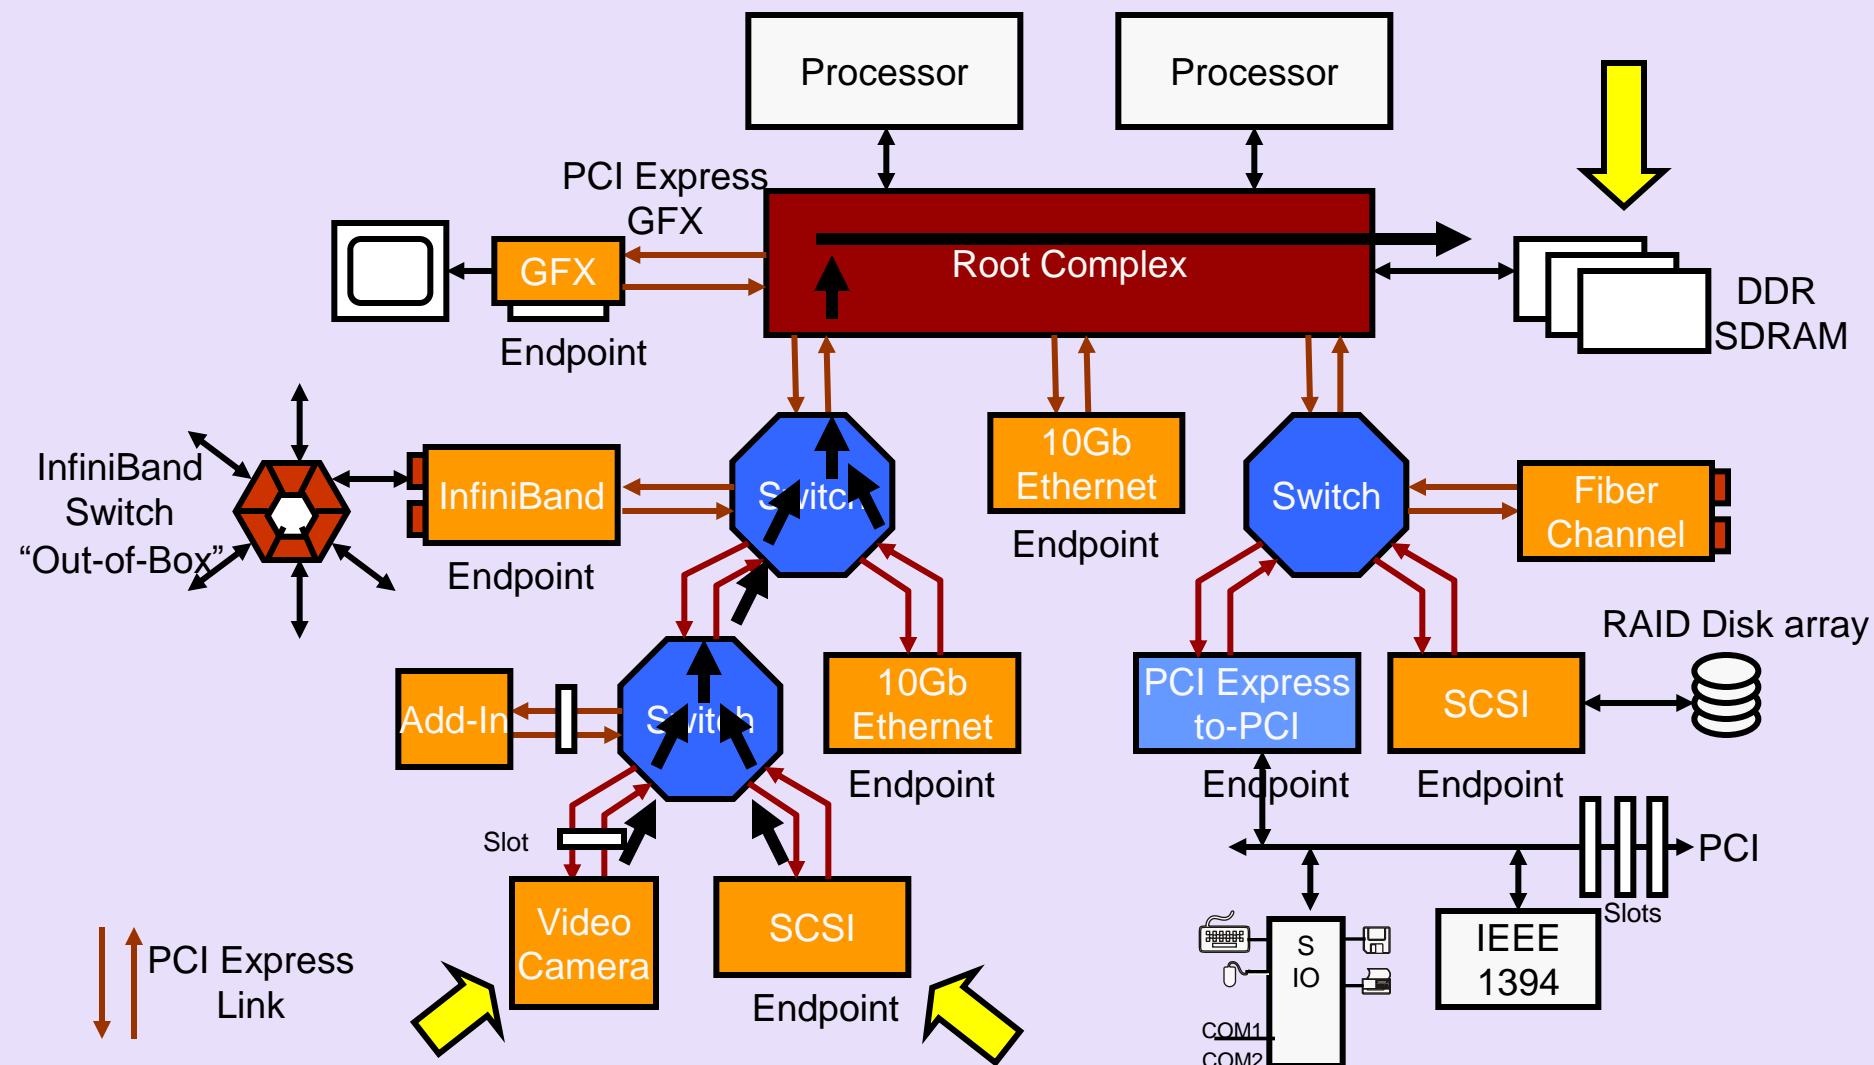 Processor
Processor
PCI Express
GFX
GFX
Endpoint
Root Complex
DDR
SDRAM
InfiniBand
Switch
“Out-of-Box”
InfiniBand
Endpoint
Switch
10Gb
Ethernet
Endpoint
Switch
Fiber
Channel
RAID Disk array
Add-In
Switch
10Gb
Ethernet
Endpoint
PCI Express
to-PCI
Endpoint
SCSI
Endpoint
Slot
PCI
Slots
Video
Camera
SCSI
Endpoint
S
IO
IEEE
1394
PCI Express
Link
COM1
COM2